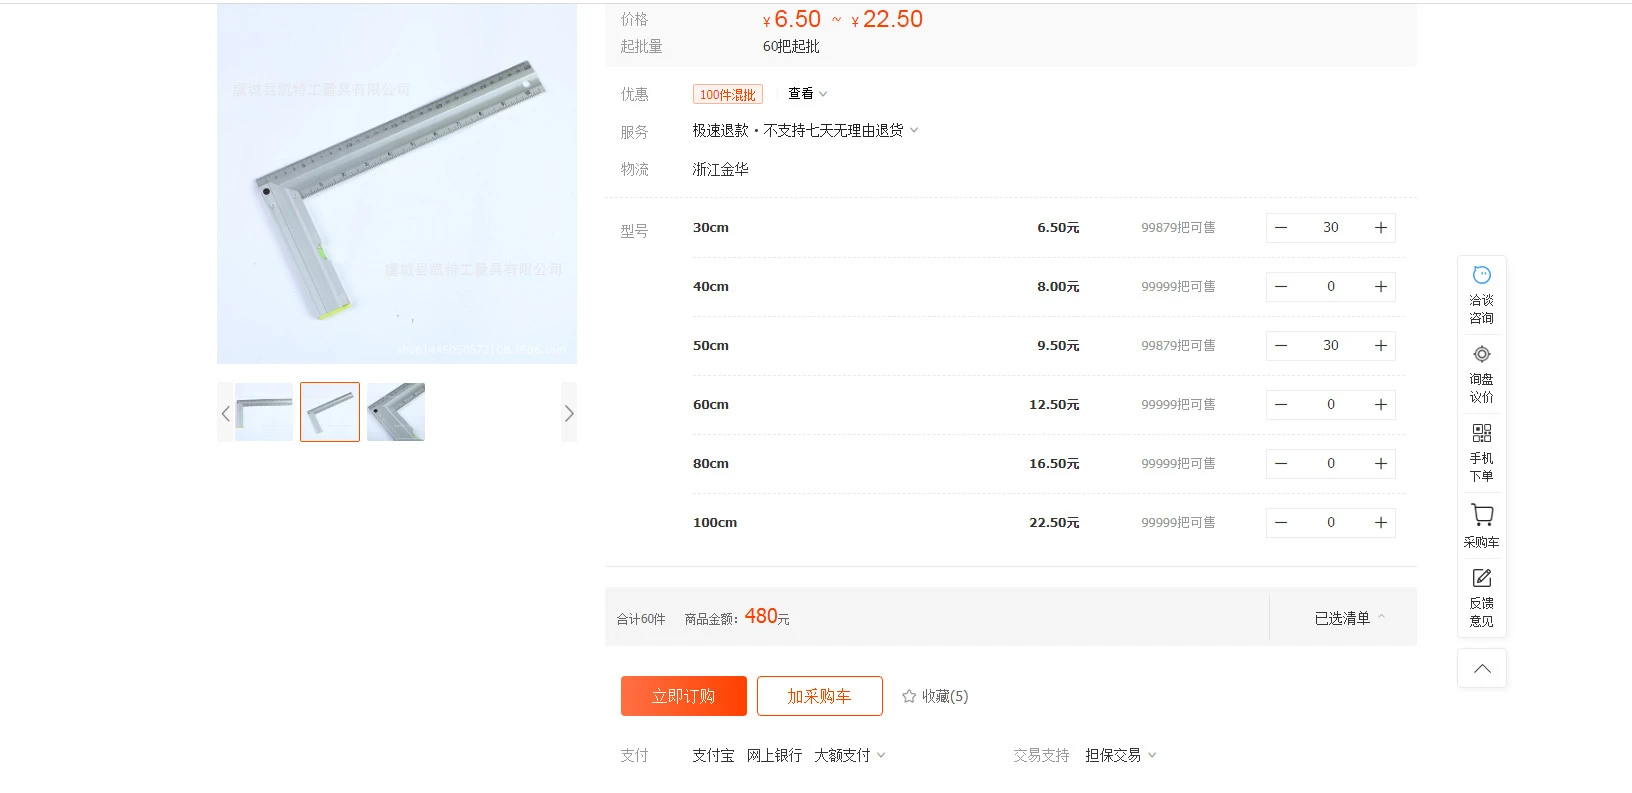 价格 ¥6.50 ~ ¥22.50
起批量 60把起批
虞城县凯特工量具有限公司
虞城县凯特工量具有限公司
优惠 100件混批 查看
服务 极速退款·不支持七天无理由退货
物流 浙江金华
型号 30cm 6.50元 99879把可售 30
40cm 8.00元 99999把可售 0
50cm 9.50元 99879把可售 30
60cm 12.50元 99999把可售 0
80cm 16.50元 99999把可售 0
100cm 22.50元 99999把可售 0
合计60件 商品金额：480元 已选清单
立即订购 加采购车 收藏(5)
支付 支付宝 网上银行 大额支付 交易支持 担保交易
洽谈
咨询
询盘
议价
手机
下单
采购车
反馈
意见